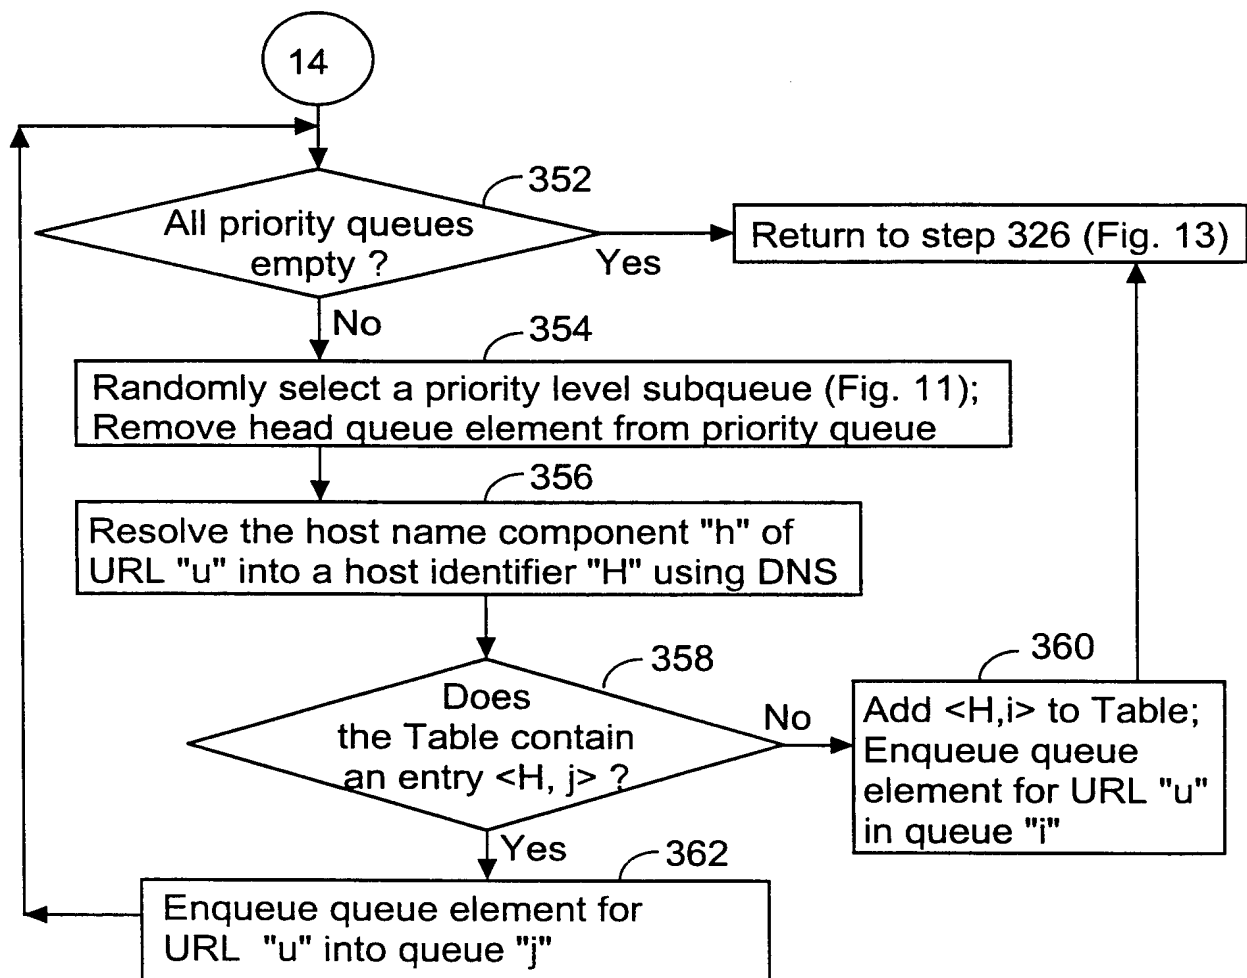 14
352
All priority queues
empty ?
Yes
Return to step 326 (Fig. 13)
No
354
Randomly select a priority level subqueue (Fig. 11);
Remove head queue element from priority queue
356
Resolve the host name component "h" of
URL "u" into a host identifier "H" using DNS
358
Does
the Table contain
an entry <H, j> ?
No
360
Add <H,i> to Table;
Enqueue queue
element for URL "u"
in queue "i"
Yes
362
Enqueue queue element for
URL "u" into queue "j"